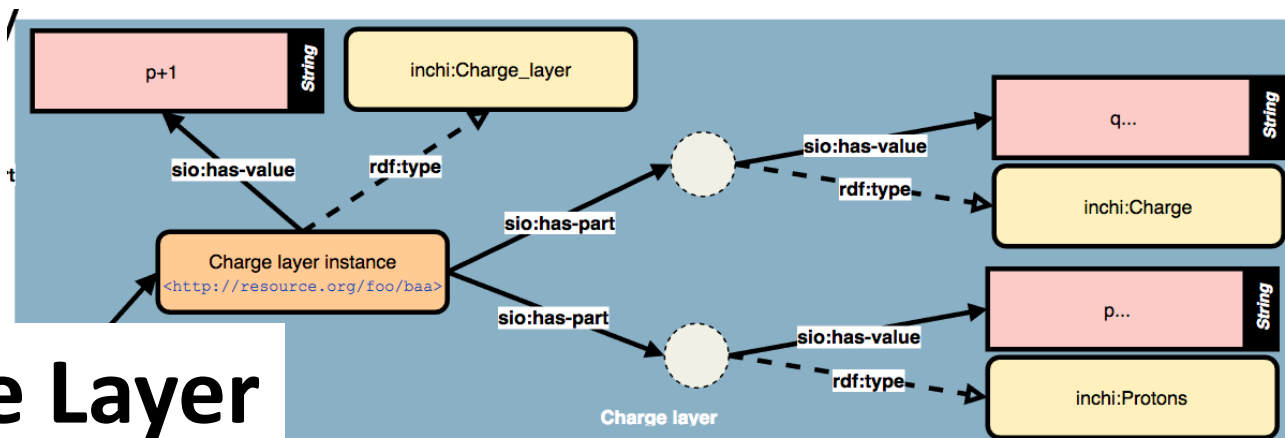 p+1
String
inchi:Charge_layer
q...
String
sio:has-value
rdf:type
sio:has-value
rdf:type
inchi:Charge
sio:has-part
Charge layer instance
<http://resource.org/foo/baa>
sio:has-part
p...
String
sio:has-value
rdf:type
inchi:Protons
Layer
Charge layer